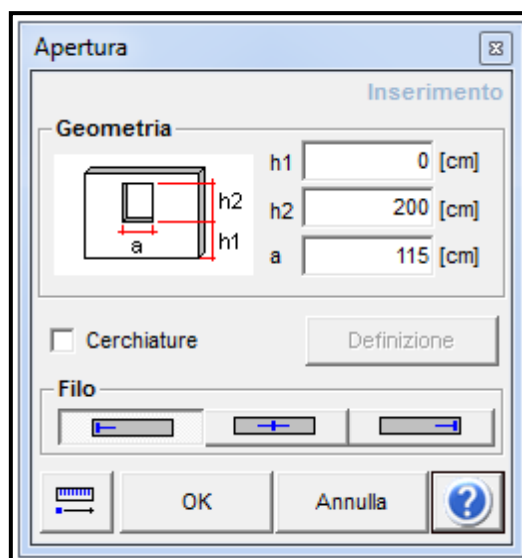 Apertura
Inserimento
Geometria
h1 0 [cm]
h2 200 [cm]
a 115 [cm]
h2
h1
a
Cerchiature Definizione
Filo
OK Annulla ?